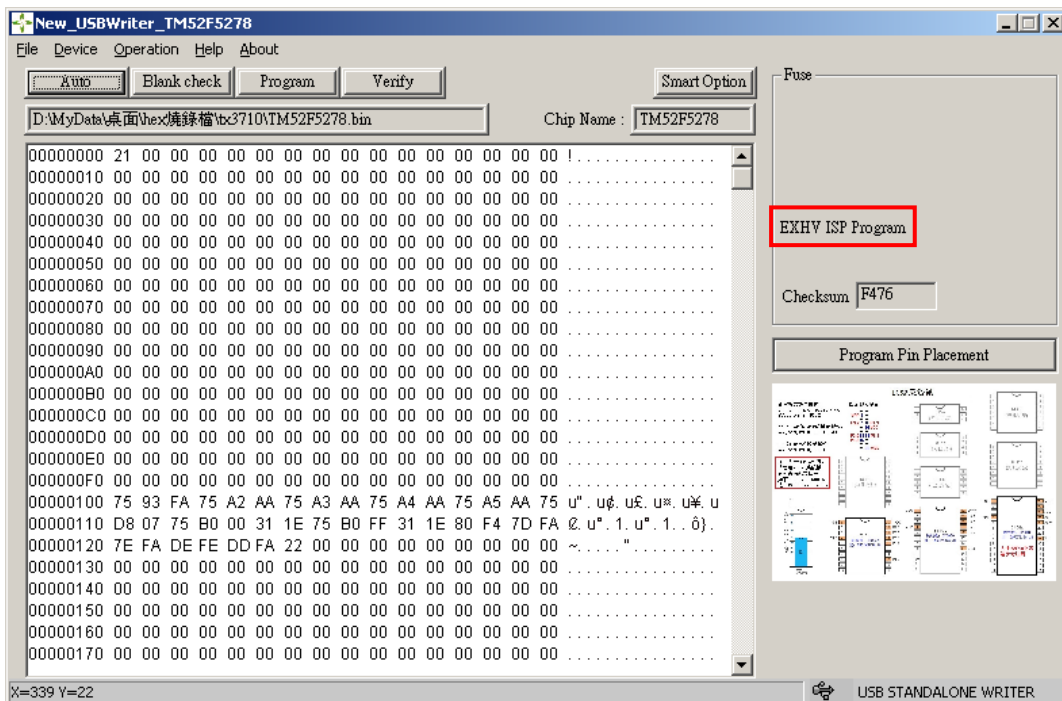 New_USBWriter_TM52F5278
File Device Operation Help About
Auto Blank check Program Verify Smart Option
D:\MyData\桌面\hex燒錄檔\tx3710\TM52F5278.bin Chip Name : TM52F5278
00000000 21 00 00 00 00 00 00 00 00 00 00 00 00 00 00 00 !...............
00000010 00 00 00 00 00 00 00 00 00 00 00 00 00 00 00 00 ................
00000020 00 00 00 00 00 00 00 00 00 00 00 00 00 00 00 00 ................
00000030 00 00 00 00 00 00 00 00 00 00 00 00 00 00 00 00 ................
00000040 00 00 00 00 00 00 00 00 00 00 00 00 00 00 00 00 ................
00000050 00 00 00 00 00 00 00 00 00 00 00 00 00 00 00 00 ................
00000060 00 00 00 00 00 00 00 00 00 00 00 00 00 00 00 00 ................
00000070 00 00 00 00 00 00 00 00 00 00 00 00 00 00 00 00 ................
00000080 00 00 00 00 00 00 00 00 00 00 00 00 00 00 00 00 ................
00000090 00 00 00 00 00 00 00 00 00 00 00 00 00 00 00 00 ................
000000A0 00 00 00 00 00 00 00 00 00 00 00 00 00 00 00 00 ................
000000B0 00 00 00 00 00 00 00 00 00 00 00 00 00 00 00 00 ................
000000C0 00 00 00 00 00 00 00 00 00 00 00 00 00 00 00 00 ................
000000D0 00 00 00 00 00 00 00 00 00 00 00 00 00 00 00 00 ................
000000E0 00 00 00 00 00 00 00 00 00 00 00 00 00 00 00 00 ................
000000F0 00 00 00 00 00 00 00 00 00 00 00 00 00 00 00 00 ................
00000100 75 93 FA 75 A2 AA 75 A3 AA 75 A4 AA 75 A5 AA 75 u".u¢.u£.u¤.u¥.u
00000110 D8 07 75 B0 00 31 1E 75 B0 FF 31 1E 80 F4 7D FA Ø.u°.1.u°.1..ô}.
00000120 7E FA DE FE DD FA 22 00 00 00 00 00 00 00 00 00 ~.....".........
00000130 00 00 00 00 00 00 00 00 00 00 00 00 00 00 00 00 ................
00000140 00 00 00 00 00 00 00 00 00 00 00 00 00 00 00 00 ................
00000150 00 00 00 00 00 00 00 00 00 00 00 00 00 00 00 00 ................
00000160 00 00 00 00 00 00 00 00 00 00 00 00 00 00 00 00 ................
00000170 00 00 00 00 00 00 00 00 00 00 00 00 00 00 00 00 ................
Fuse
EXHV ISP Program
Checksum F476
Program Pin Placement
X=339 Y=22 USB STANDALONE WRITER